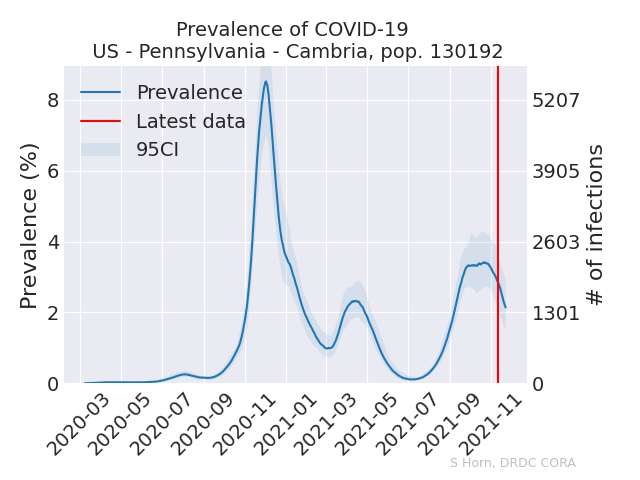 Prevalence of COVID-19
US - Pennsylvania - Cambria, pop. 130192
Prevalence (%)
8
6
4
2
0
Prevalence
Latest data
95CI
5207
3905
2603
1301
0
# of infections
2020-03
2020-05
2020-07
2020-09
2020-11
2021-01
2021-03
2021-05
2021-07
2021-09
2021-11
S Horn, DRDC CORA